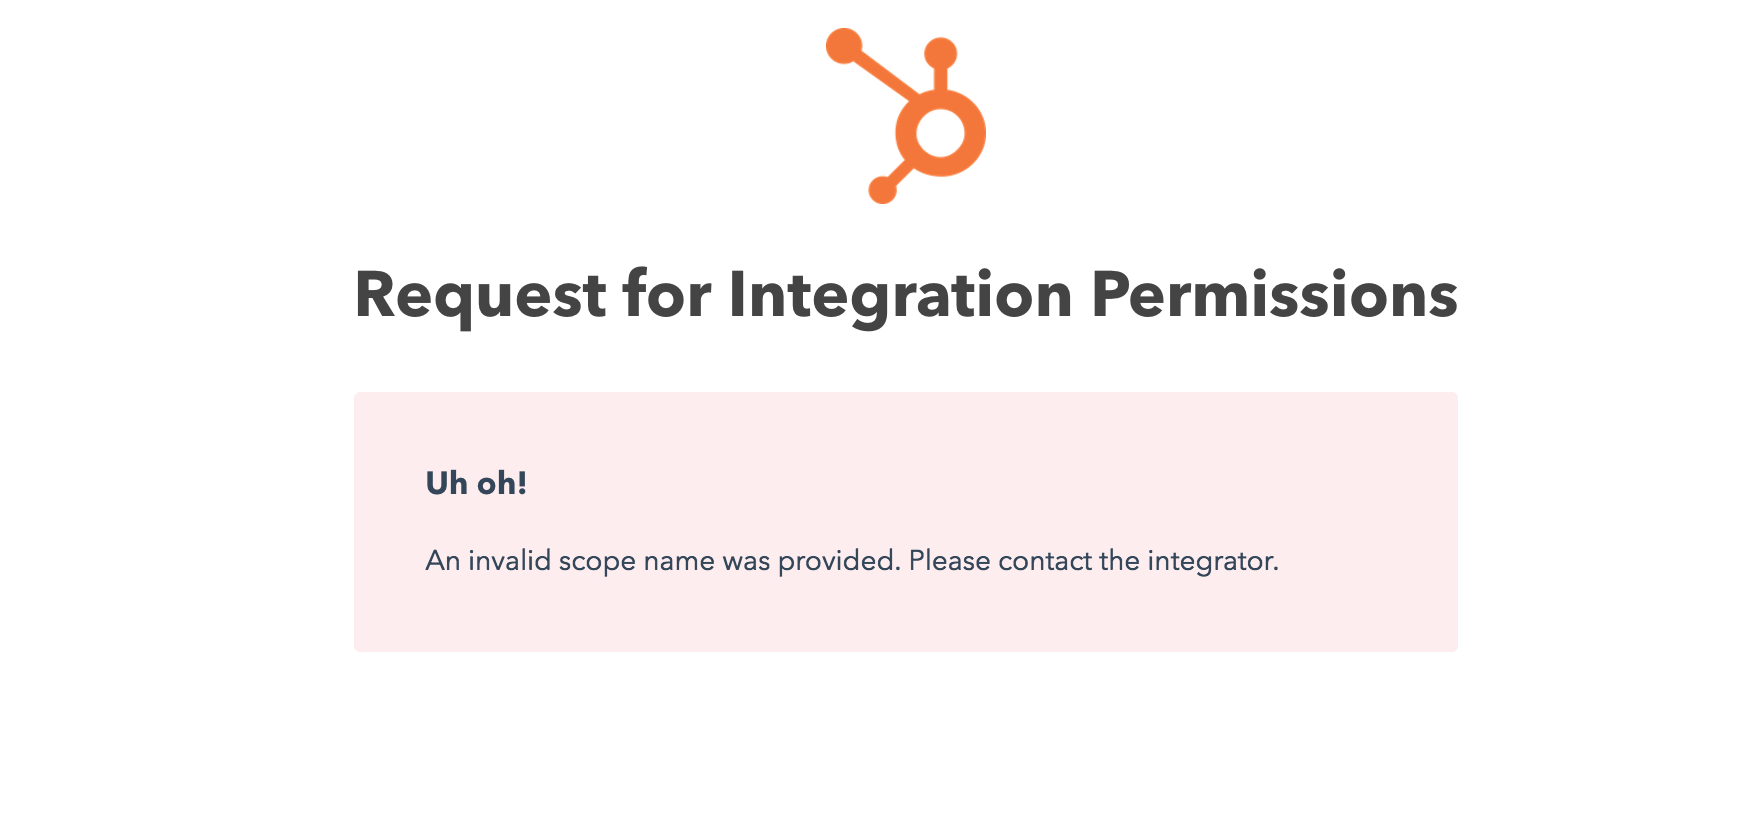 Request for Integration Permissions
Uh oh!
An invalid scope name was provided. Please contact the integrator.